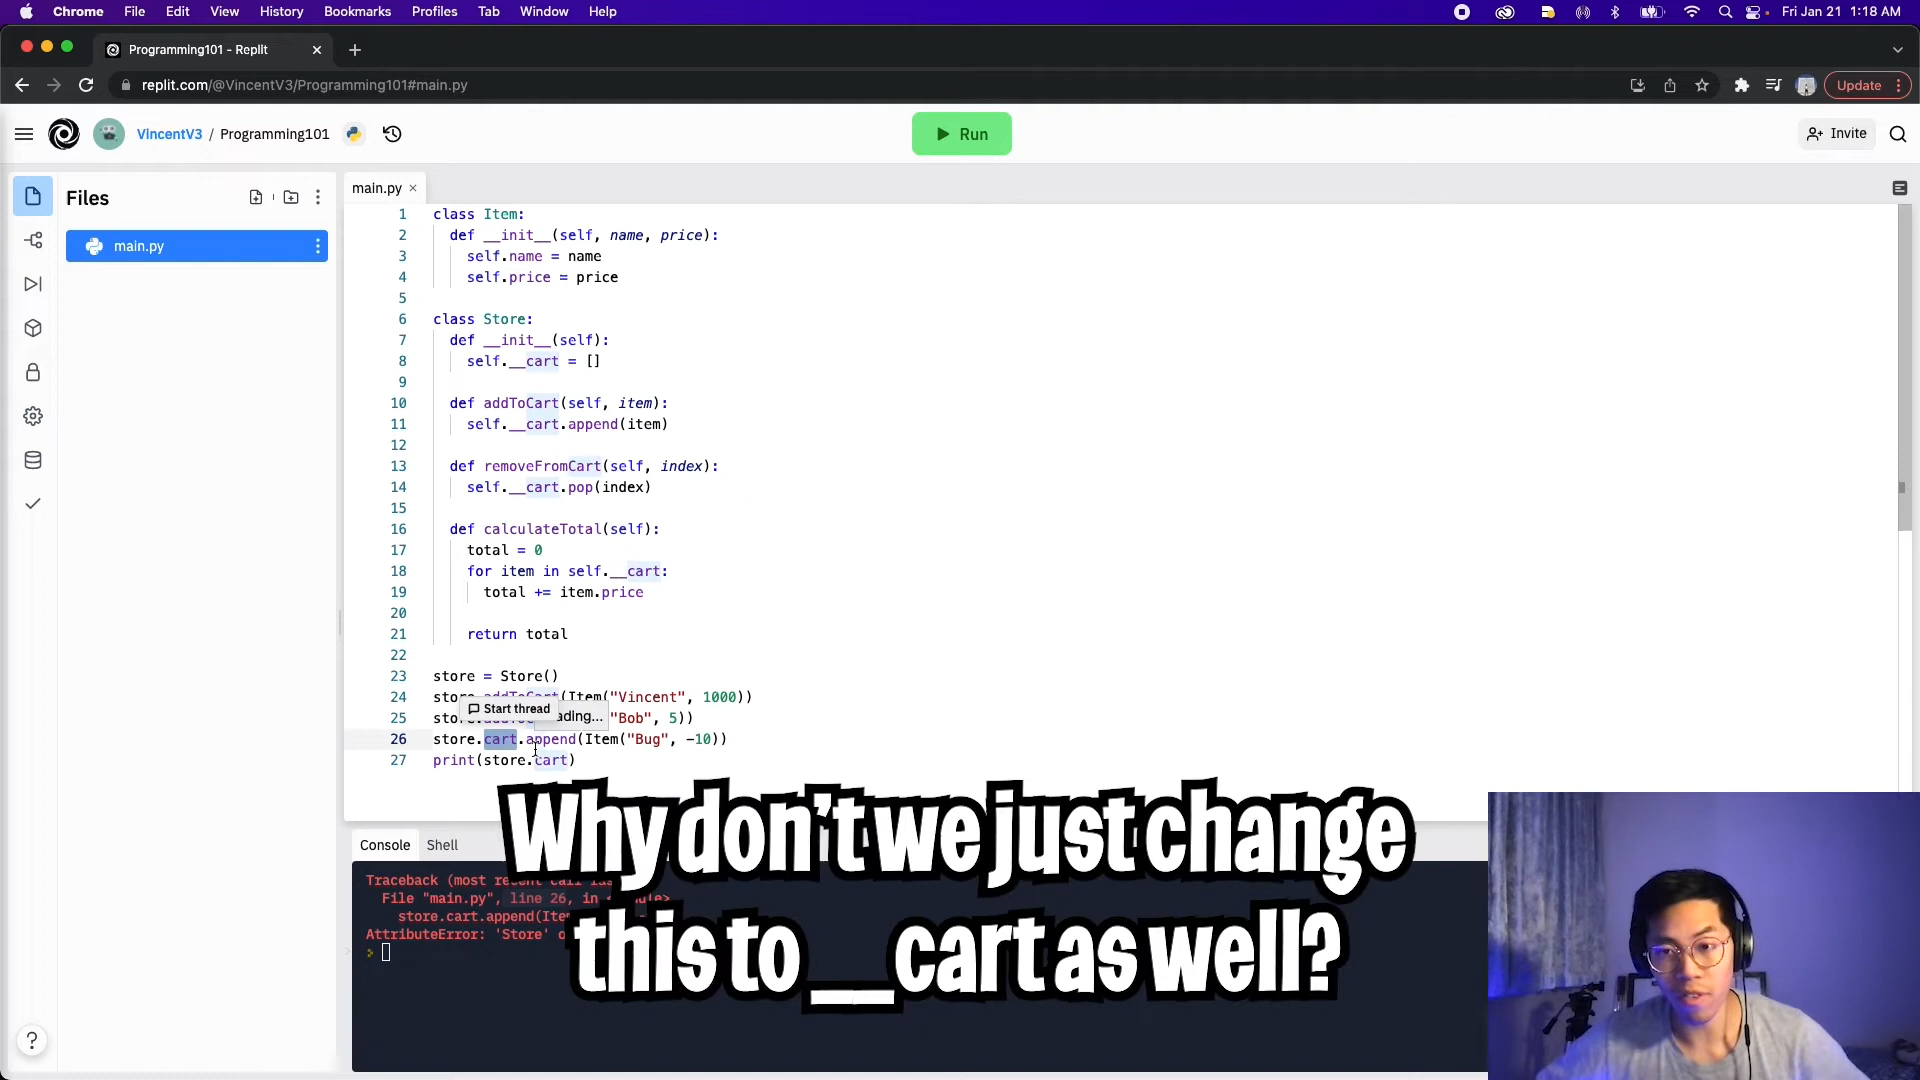 Chrome File Edit View History Bookmarks Profiles Tab Window Help
Fri Jan 21 1:18 AM
Programming101 - Replit
replit.com/@VincentV3/Programming101#main.py
Update
VincentV3 / Programming101
Run
Invite
Files
main.py
main.py
1 class Item:
2 def __init__(self, name, price):
3 self.name = name
4 self.price = price
5
6 class Store:
7 def __init__(self):
8 self.__cart = []
9
10 def addToCart(self, item):
11 self.__cart.append(item)
12
13 def removeFromCart(self, index):
14 self.__cart.pop(index)
15
16 def calculateTotal(self):
17 total = 0
18 for item in self.__cart:
19 total += item.price
20
21 return total
22
23 store = Store()
24 store.addToCart(Item("Vincent", 1000))
Start thread
ading...
25 "Bob", 5))
26 store.cart.append(Item("Bug", -10))
27 print(store.cart)
Why don't we just change
this to __cart as well?
Console Shell
Traceback (most recent call las
File "main.py", line 26, in
store.cart.append(Ite
AttributeError: 'Store' o
?